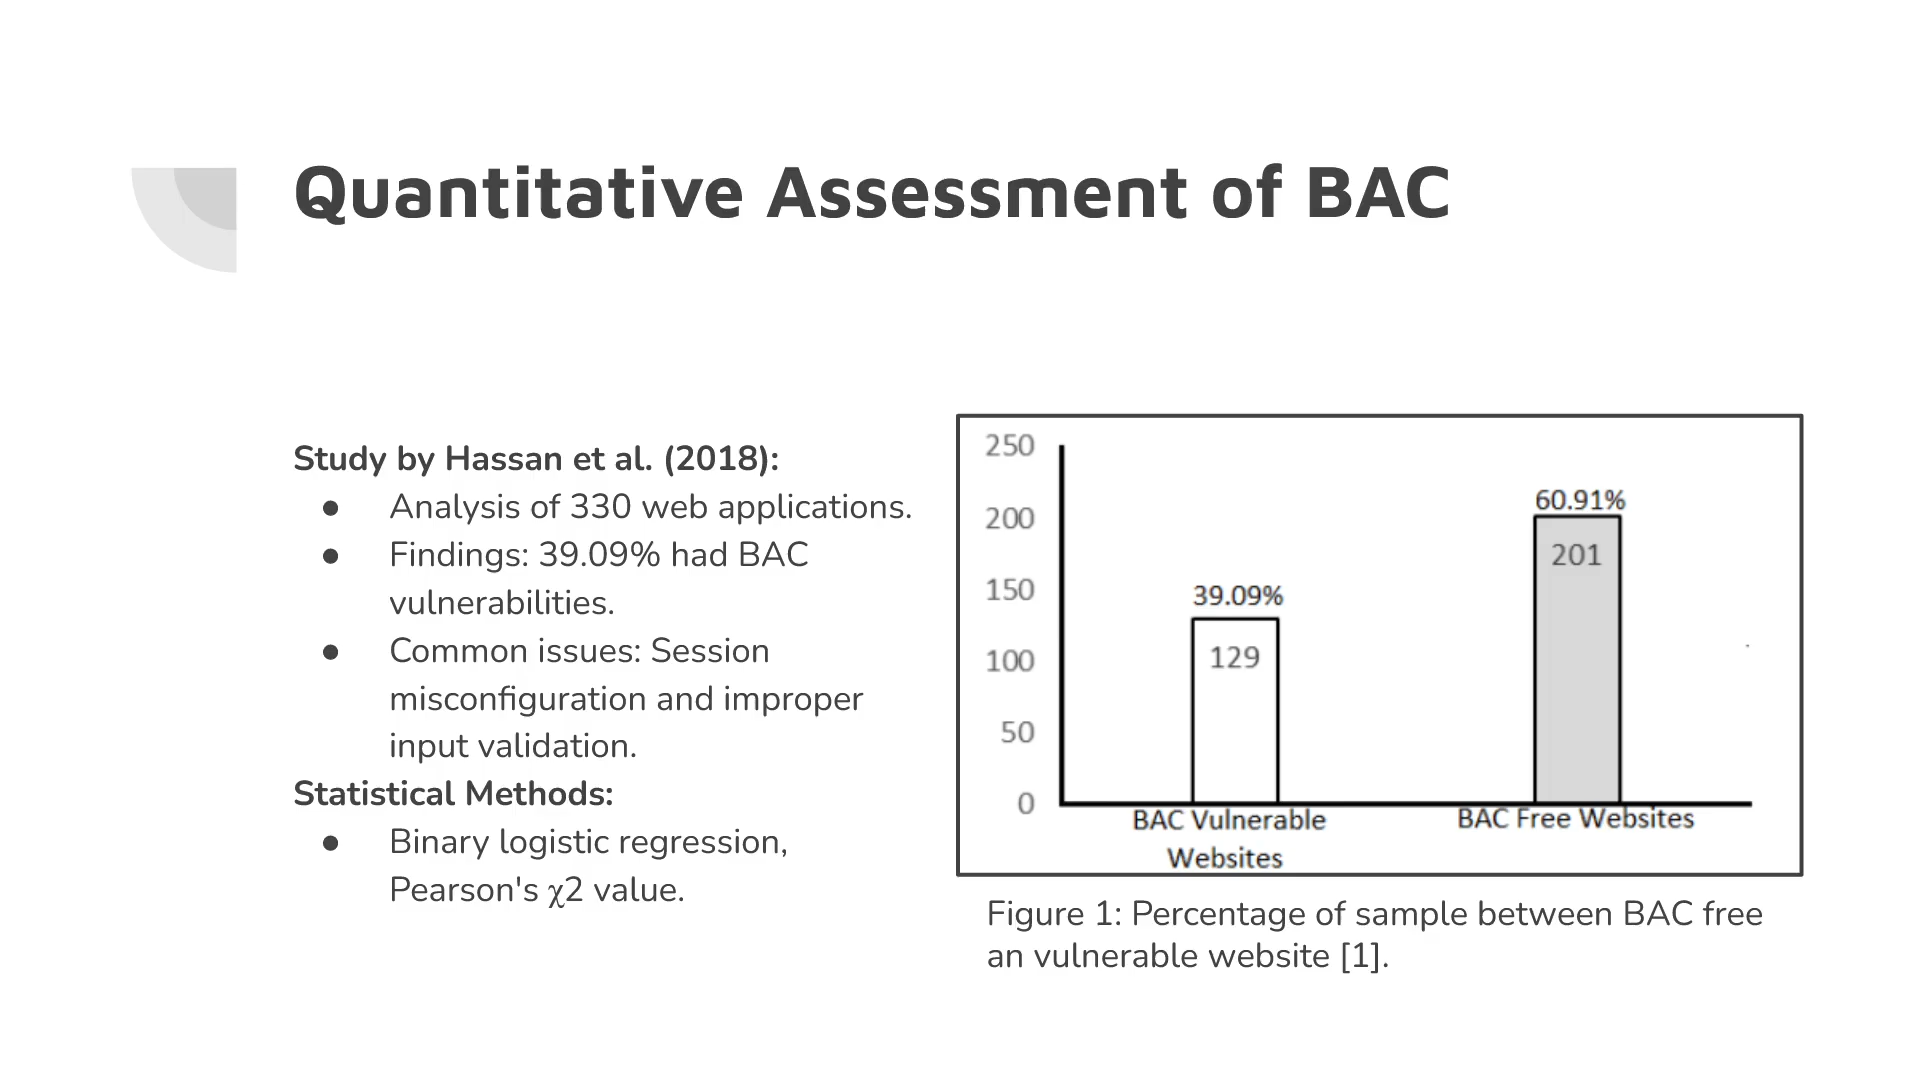 Quantitative Assessment of BAC
Study by Hassan et al. (2018):
● Analysis of 330 web applications.
● Findings: 39.09% had BAC
vulnerabilities.
● Common issues: Session
misconfiguration and improper
input validation.
Statistical Methods:
● Binary logistic regression,
Pearson's χ2 value.
250
200
150
100
50
0
39.09%
129
60.91%
201
BAC Vulnerable
Websites
BAC Free Websites
Figure 1: Percentage of sample between BAC free
an vulnerable website [1].